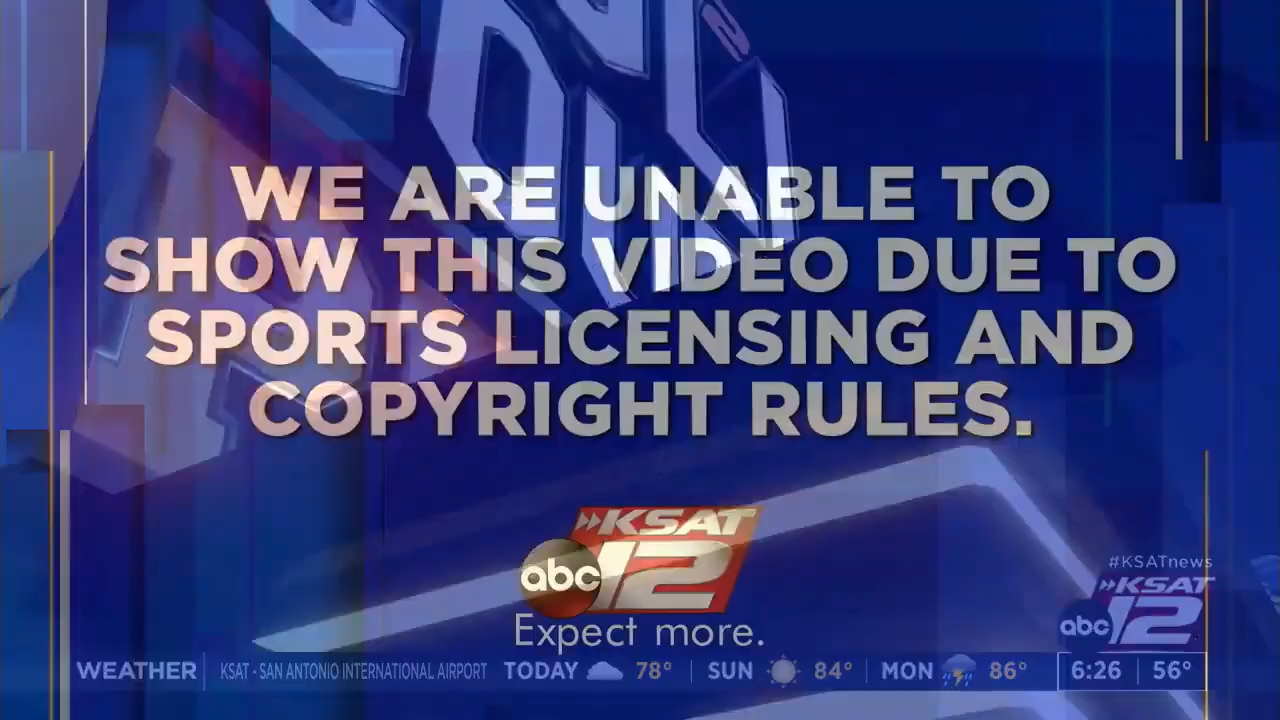 WE ARE UNABLE TO
SHOW THIS VIDEO DUE TO
SPORTS LICENSING AND
COPYRIGHT RULES.
KSAT
abc 12
Expect more.
#KSATnews
KSAT
abc 12
WEATHER KSAT - SAN ANTONIO INTERNATIONAL AIRPORT TODAY 78° SUN 84° MON 86° 6:26 56°